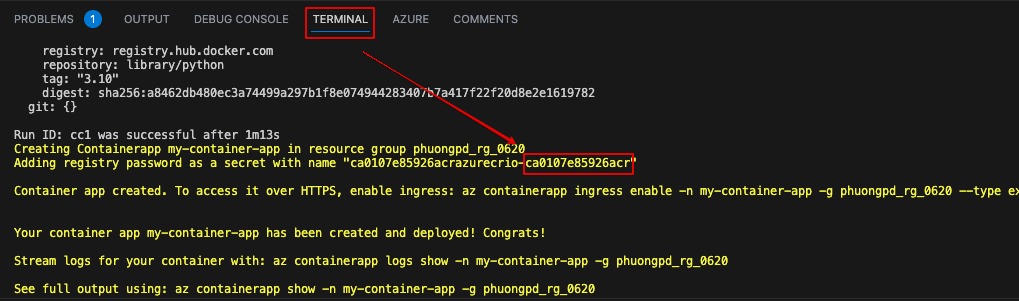 PROBLEMS 1 OUTPUT DEBUG CONSOLE TERMINAL AZURE COMMENTS
registry: registry.hub.docker.com
repository: library/python
tag: "3.10"
digest: sha256:a8462db480ec3a74499a297b1f8e074944283407b7a417f22f20d8e2e1619782
git: {}
Run ID: cc1 was successful after 1m13s
Creating Containerapp my-container-app in resource group phuongpd_rg_0620
Adding registry password as a secret with name "ca0107e85926acrazurecrio-ca0107e85926acr"
Container app created. To access it over HTTPS, enable ingress: az containerapp ingress enable -n my-container-app -g phuongpd_rg_0620 --type ex
Your container app my-container-app has been created and deployed! Congrats!
Stream logs for your container with: az containerapp logs show -n my-container-app -g phuongpd_rg_0620
See full output using: az containerapp show -n my-container-app -g phuongpd_rg_0620